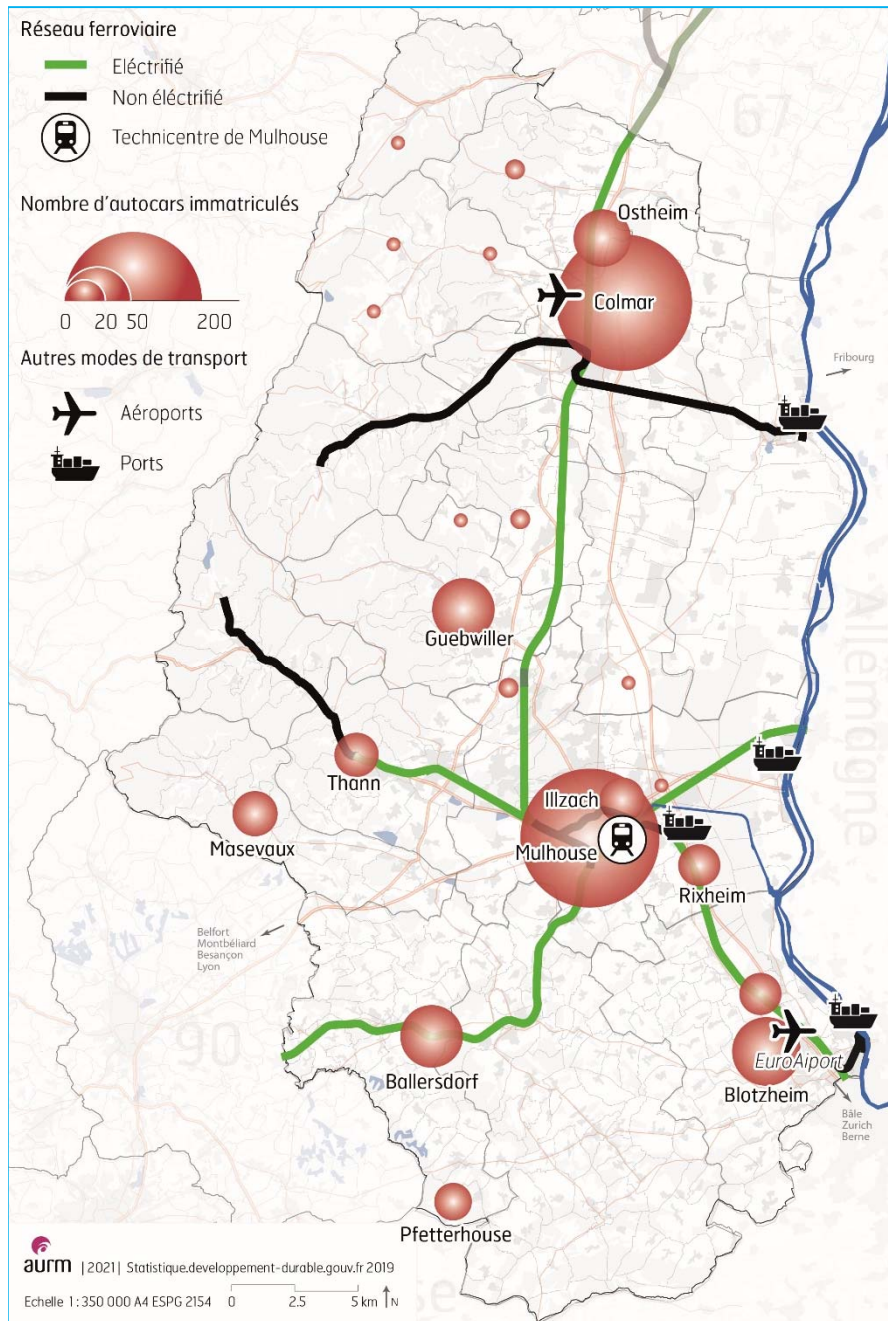 Réseau ferroviaire
Eléctrifié
Non éléctrifié
Technicentre de Mulhouse
Nombre d'autocars immatriculés
0 20 50 200
Autres modes de transport
Aéroports
Ports
67
Ostheim
Colmar
Fribourg
Guebwiller
Allemagne
Thann
Illzach
Masevaux
Mulhouse
Rixheim
Belfort
Montbéliard
Besançon
Lyon
90
Ballersdorf
EuroAiport
Blotzheim
Bâle
Zurich
Berne
Pfetterhouse
aurm | 2021 | Statistique.developpement-durable.gouv.fr 2019
Echelle 1 : 350 000 A4 ESPG 2154 0 2.5 5 km N